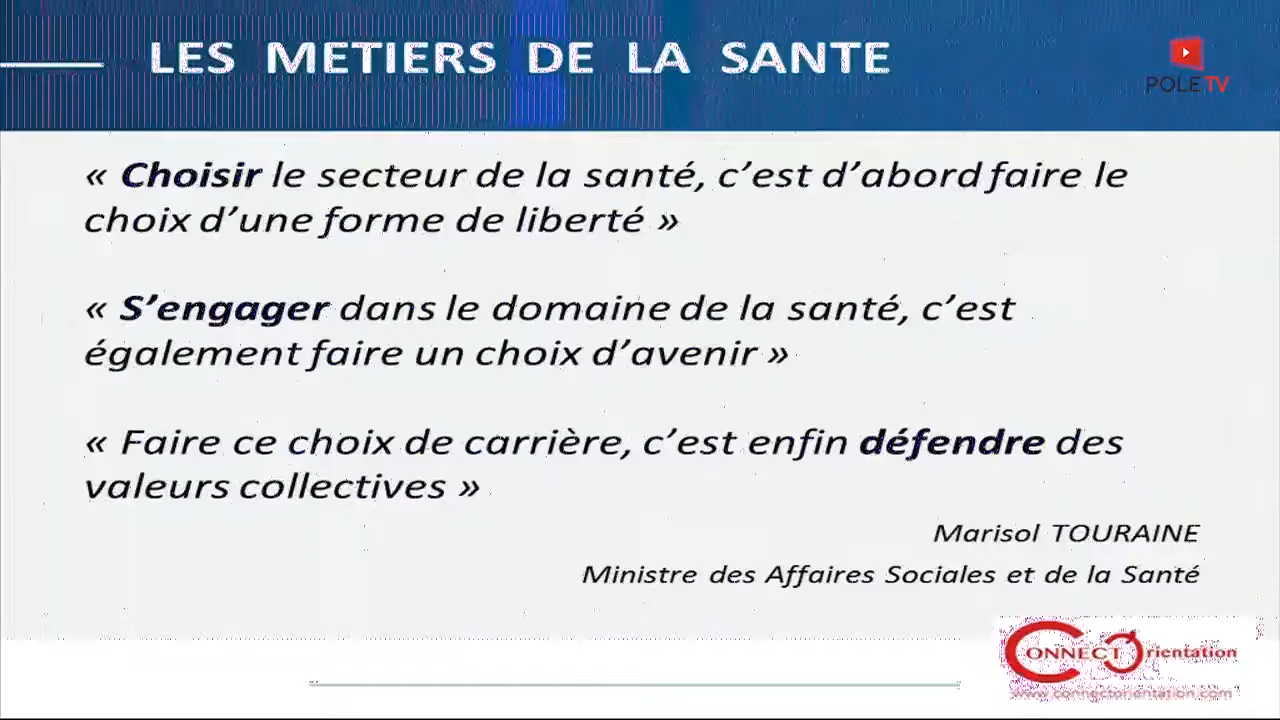 LES METIERS DE LA SANTE
POLE TV
« Choisir le secteur de la santé, c’est d’abord faire le
choix d’une forme de liberté »
« S’engager dans le domaine de la santé, c’est
également faire un choix d’avenir »
« Faire ce choix de carrière, c’est enfin défendre des
valeurs collectives »
Marisol TOURAINE
Ministre des Affaires Sociales et de la Santé
CONNECT Orientation
www.connectorientation.com